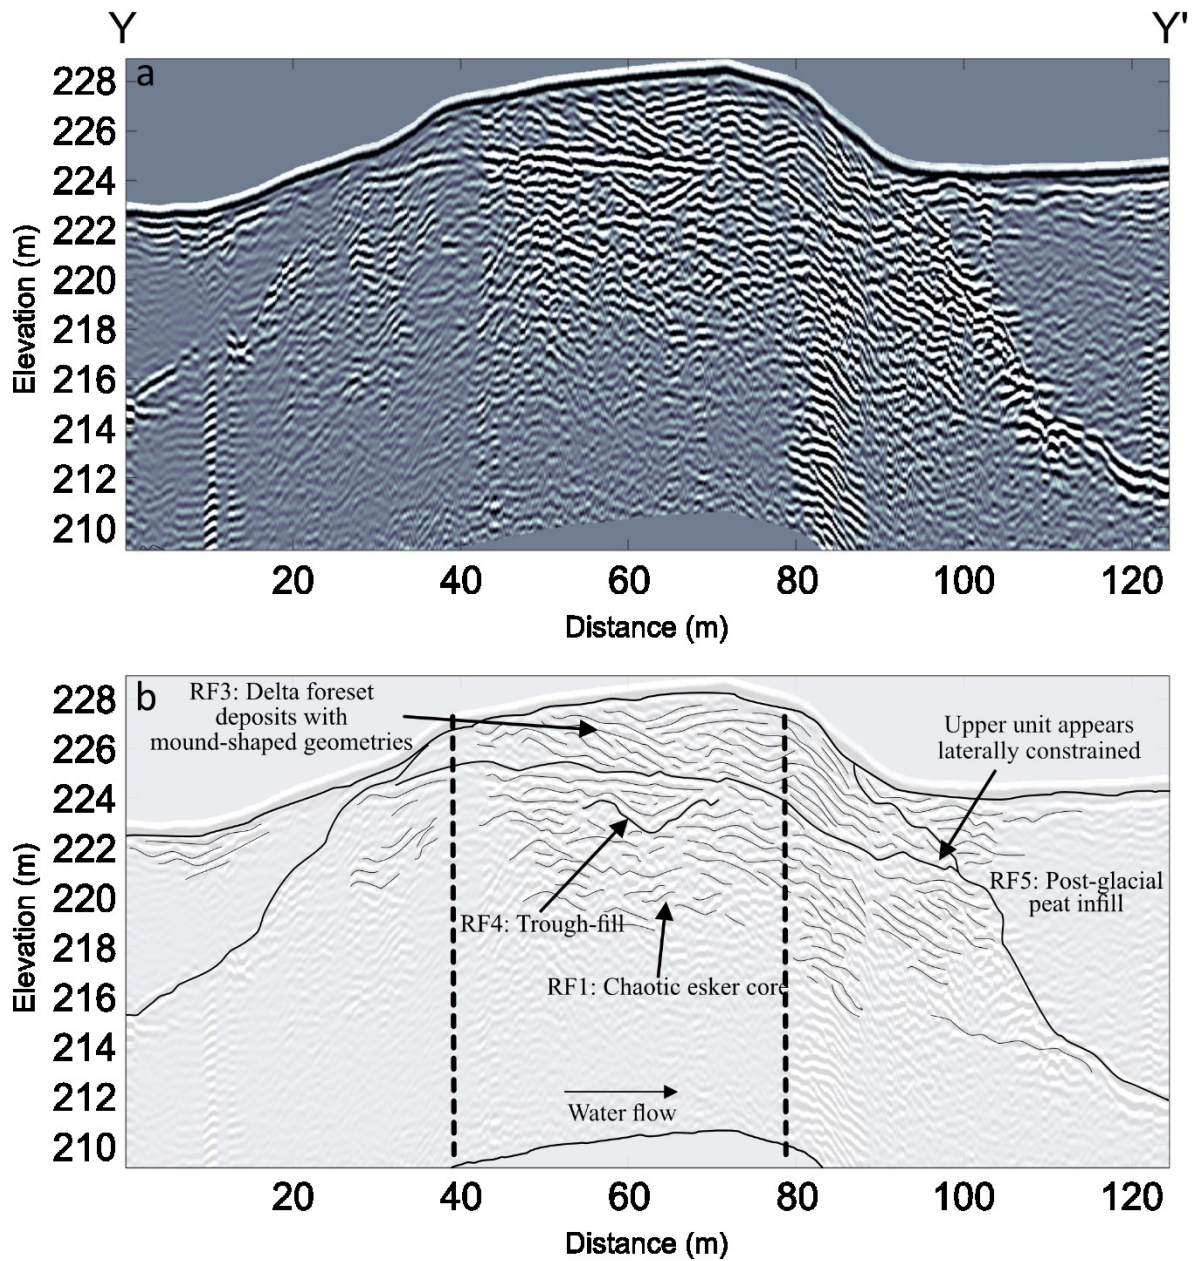 Y Y'
a
228
226
224
222
220
218
216
214
212
210
Elevation (m)
20 40 60 80 100 120
Distance (m)
b
228
226
224
222
220
218
216
214
212
210
Elevation (m)
RF3: Delta foreset
deposits with
mound-shaped geometries
Upper unit appears
laterally constrained
RF5: Post-glacial
peat infill
RF4: Trough-fill
RF1: Chaotic esker core
Water flow
20 40 60 80 100 120
Distance (m)